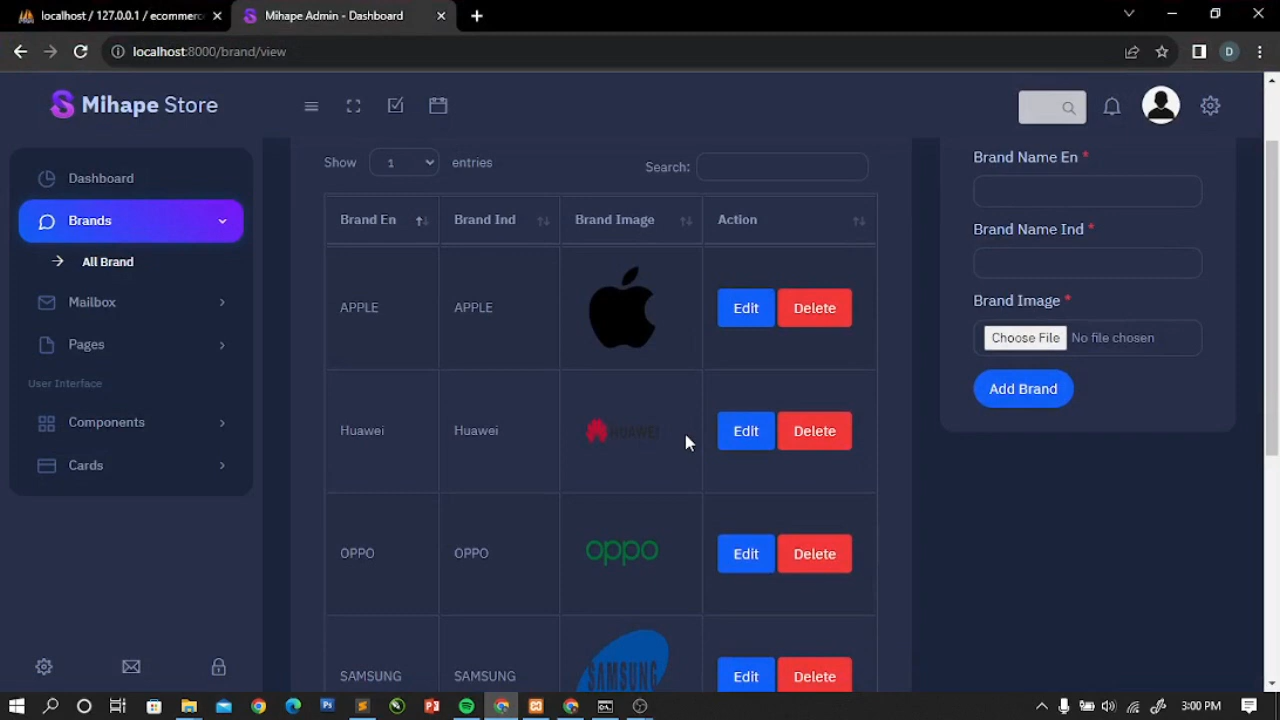 localhost / 127.0.0.1 / ecommerc
Mihape Admin - Dashboard
localhost:8000/brand/view
D
Mihape Store
Dashboard
Brands
All Brand
Mailbox
Pages
User Interface
Components
Cards
Show 1 entries
Search:
Brand En Brand Ind Brand Image Action
APPLE APPLE Edit Delete
Huawei Huawei HUAWEI Edit Delete
OPPO OPPO oppo Edit Delete
SAMSUNG SAMSUNG SAMSUNG Edit Delete
Brand Name En *
Brand Name Ind *
Brand Image *
Choose File No file chosen
Add Brand
3:00 PM